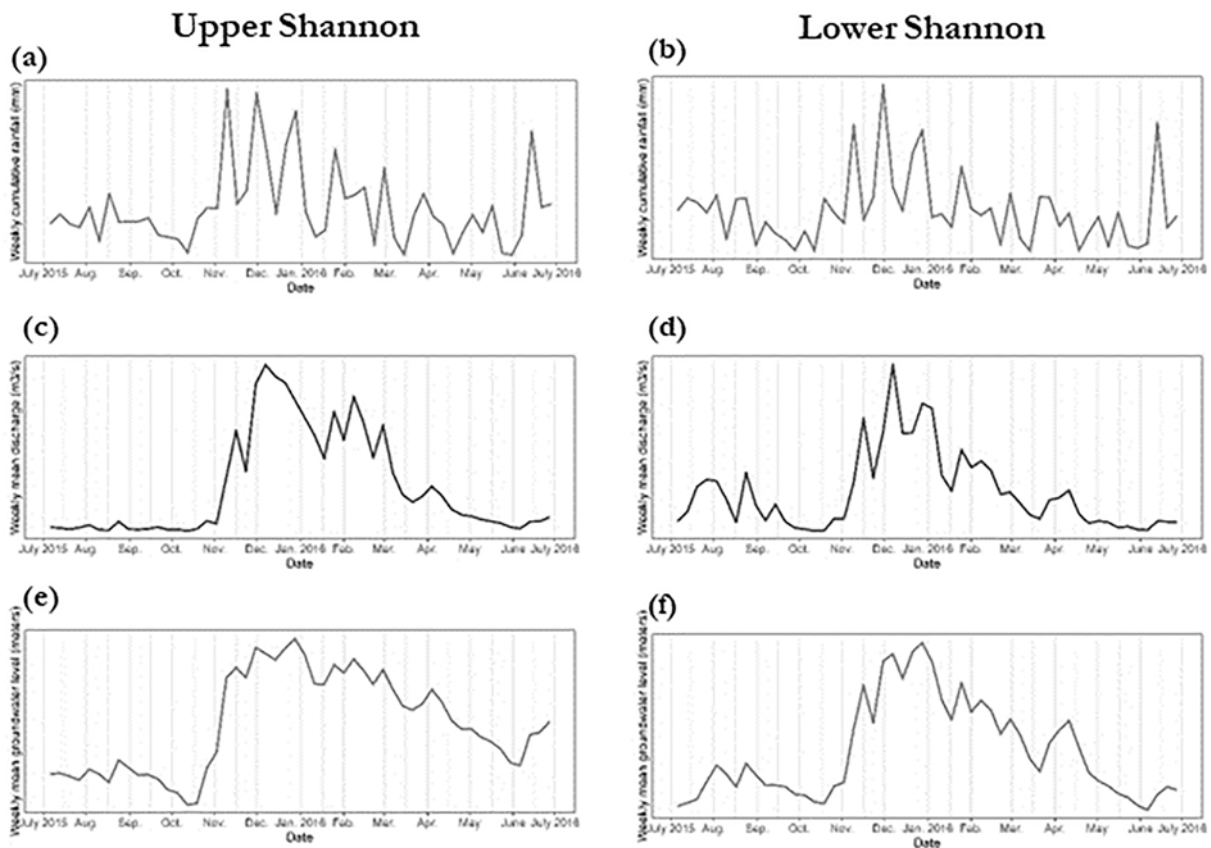 Upper Shannon
Lower Shannon
(a)
Weekly cumulative rainfall (mm)
July 2015 Aug. Sep. Oct. Nov. Dec. Jan. 2016 Feb. Mar. Apr. May June July 2016
Date
(b)
Weekly cumulative rainfall (mm)
July 2015 Aug. Sep. Oct. Nov. Dec. Jan. 2016 Feb. Mar. Apr. May June July 2016
Date
(c)
Weekly mean discharge (m3/s)
July 2015 Aug. Sep. Oct. Nov. Dec. Jan. 2016 Feb. Mar. Apr. May June July 2016
Date
(d)
Weekly mean discharge (m3/s)
July 2015 Aug. Sep. Oct. Nov. Dec. Jan. 2016 Feb. Mar. Apr. May June July 2016
Date
(e)
Weekly mean groundwater level (meters)
July 2015 Aug. Sep. Oct. Nov. Dec. Jan. 2016 Feb. Mar. Apr. May June July 2016
Date
(f)
Weekly mean groundwater level (meters)
July 2015 Aug. Sep. Oct. Nov. Dec. Jan. 2016 Feb. Mar. Apr. May June July 2016
Date